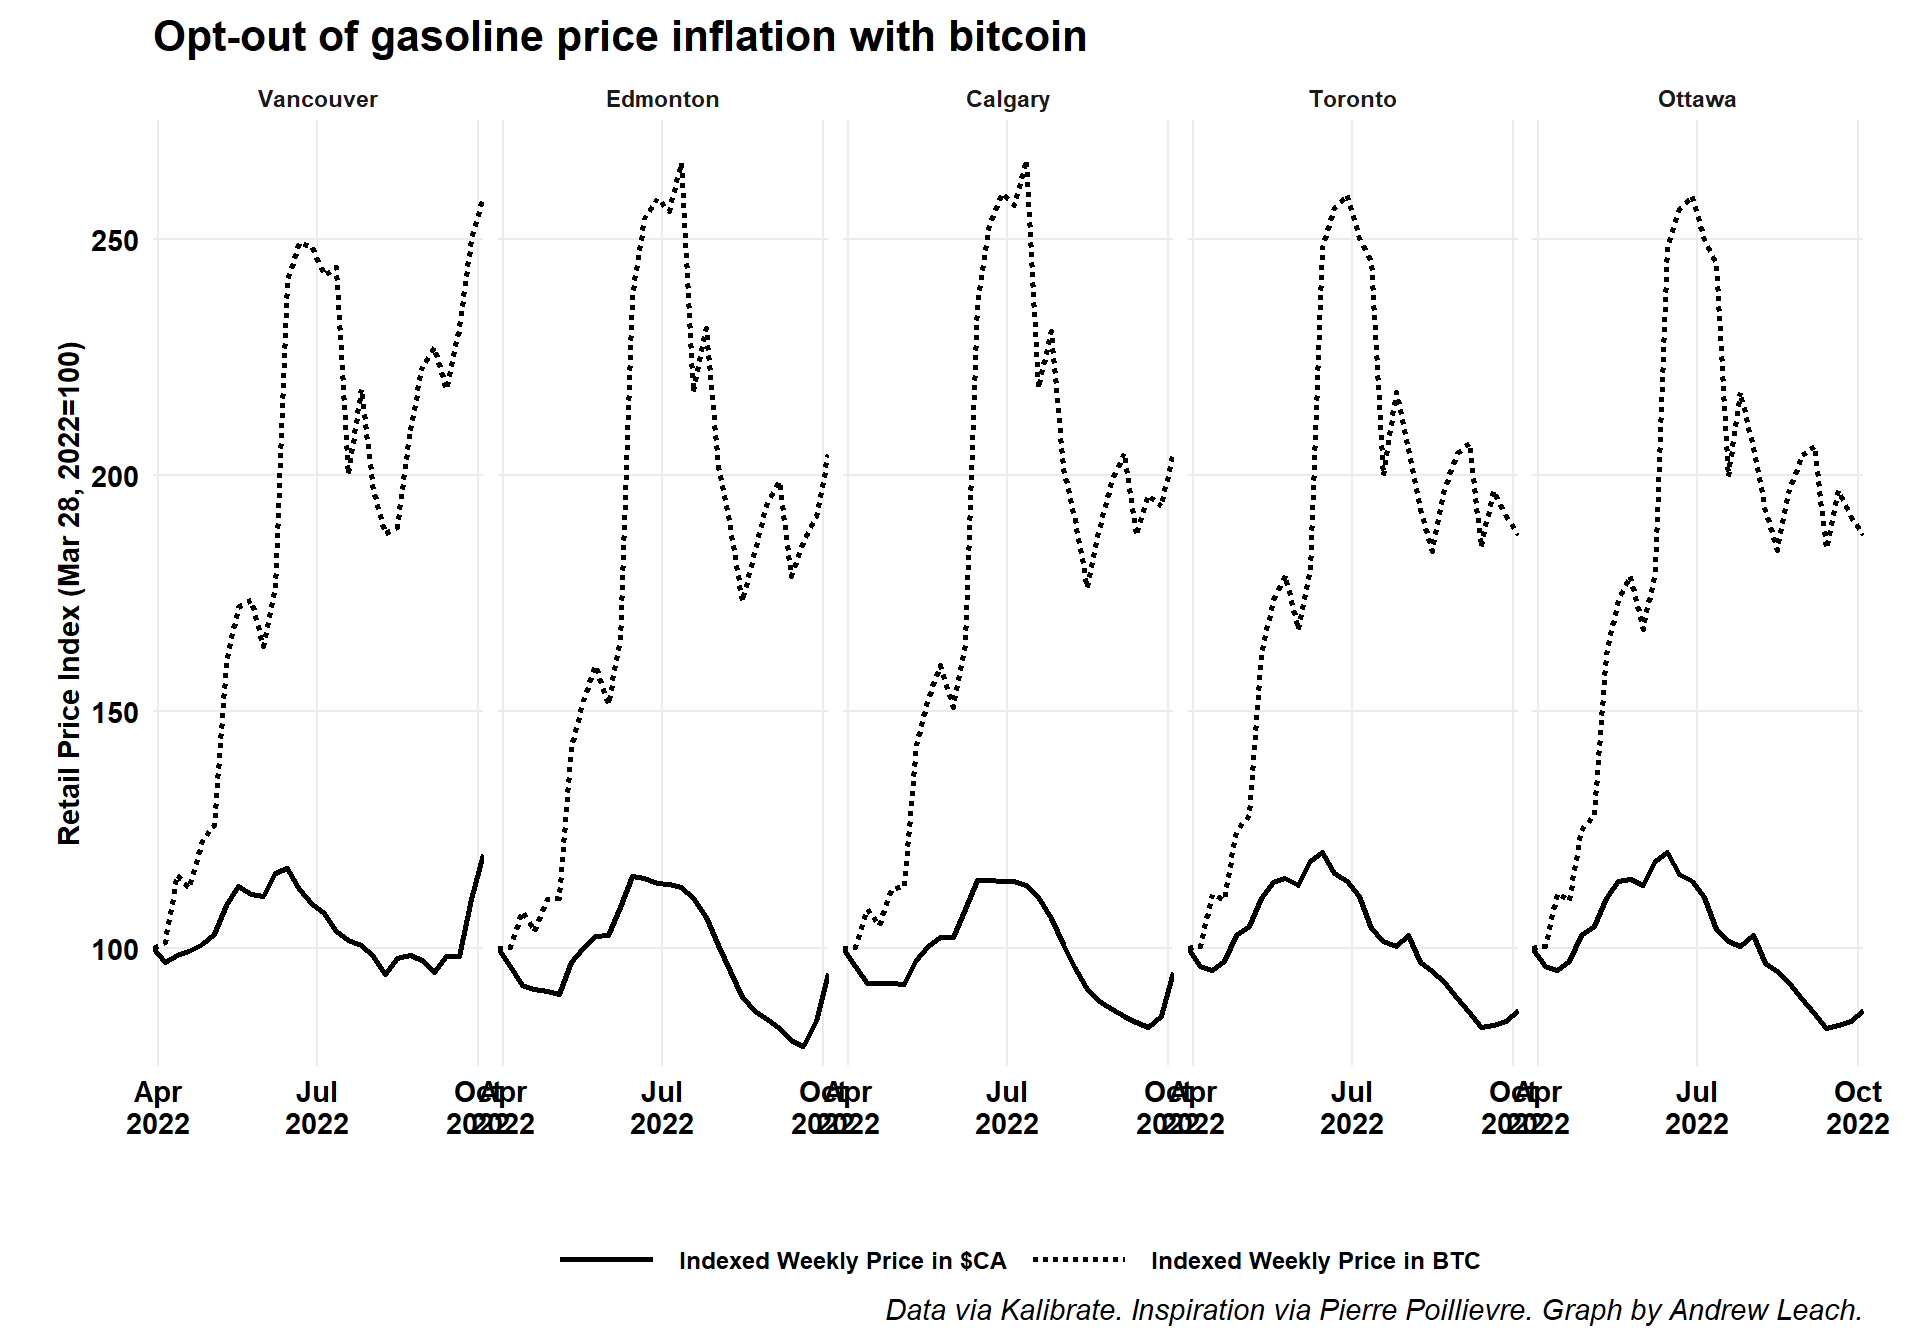 Opt-out of gasoline price inflation with bitcoin
Vancouver Edmonton Calgary Toronto Ottawa
Retail Price Index (Mar 28, 2022=100)
250
200
150
100
Apr Jul Oct Apr Jul Oct Apr Jul Oct Apr Jul Oct Apr Jul Oct
2022 2022 2022 2022 2022 2022 2022 2022 2022 2022 2022 2022 2022 2022 2022
Indexed Weekly Price in $CA Indexed Weekly Price in BTC
Data via Kalibrate. Inspiration via Pierre Poillievre. Graph by Andrew Leach.